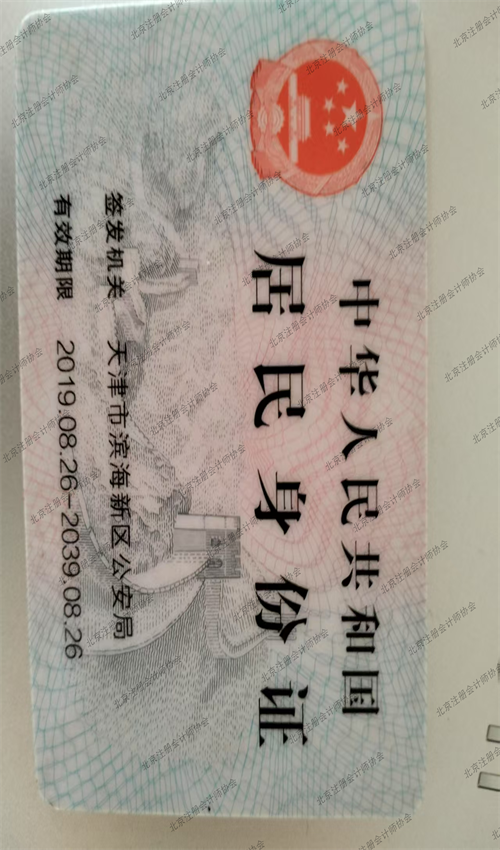 中华人民共和国
居民身份证
签发机关 天津市滨海新区公安局
有效期限 2019.08.26-2039.08.26
北京注册会计师协会